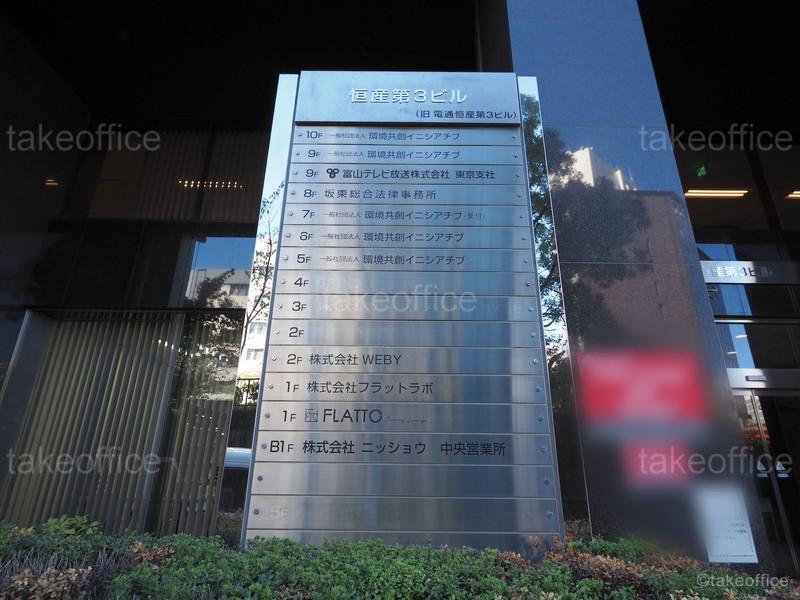 恒産第3ビル
(旧 電通恒産第3ビル)
10F 一般社団法人 環境共創イニシアチブ
9F 一般社団法人 環境共創イニシアチブ
9F 富山テレビ放送株式会社 東京支社
8F 坂東総合法律事務所
7F 一般社団法人 環境共創イニシアチブ(受付)
6F 一般社団法人 環境共創イニシアチブ
5F 一般社団法人 環境共創イニシアチブ
4F
3F
2F
2F 株式会社 WEBY
1F 株式会社フラットラボ
1F FLATTO
B1F 株式会社 ニッショウ 中央営業所
5F
恒産第3ビル
takeoffice
takeoffice
takeoffice
takeoffice
takeoffice
takeoffice
takeoffice
©takeoffice